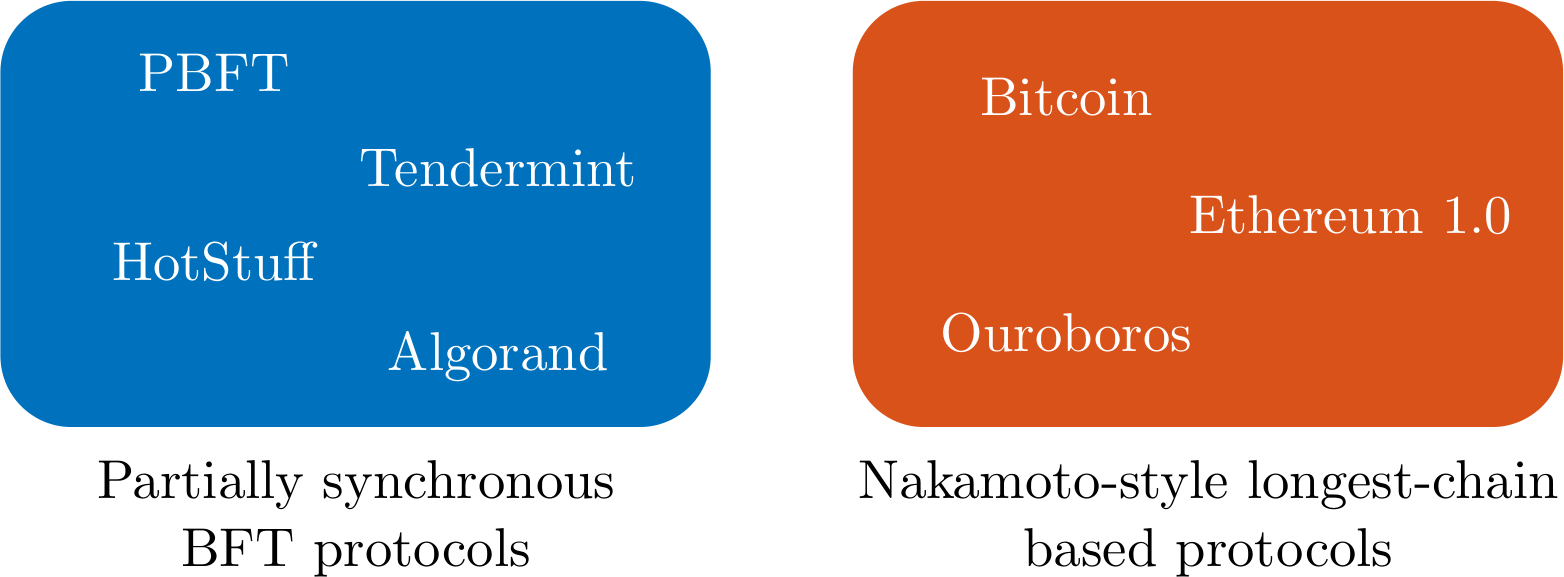 PBFT
Tendermint
HotStuff
Algorand
Partially synchronous
BFT protocols
Bitcoin
Ethereum 1.0
Ouroboros
Nakamoto-style longest-chain
based protocols